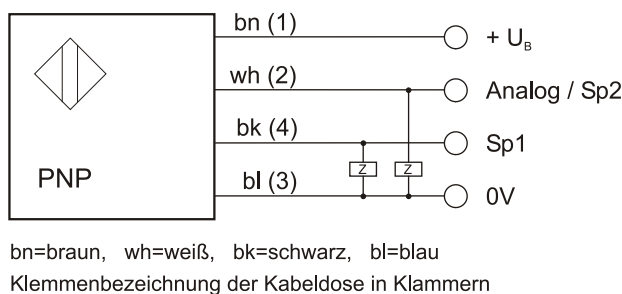 bn (1)
+ U_B
wh (2)
Analog / Sp2
bk (4)
Sp1
Z Z
PNP
bl (3)
0V
bn=braun, wh=weiß, bk=schwarz, bl=blau
Klemmenbezeichnung der Kabeldose in Klammern